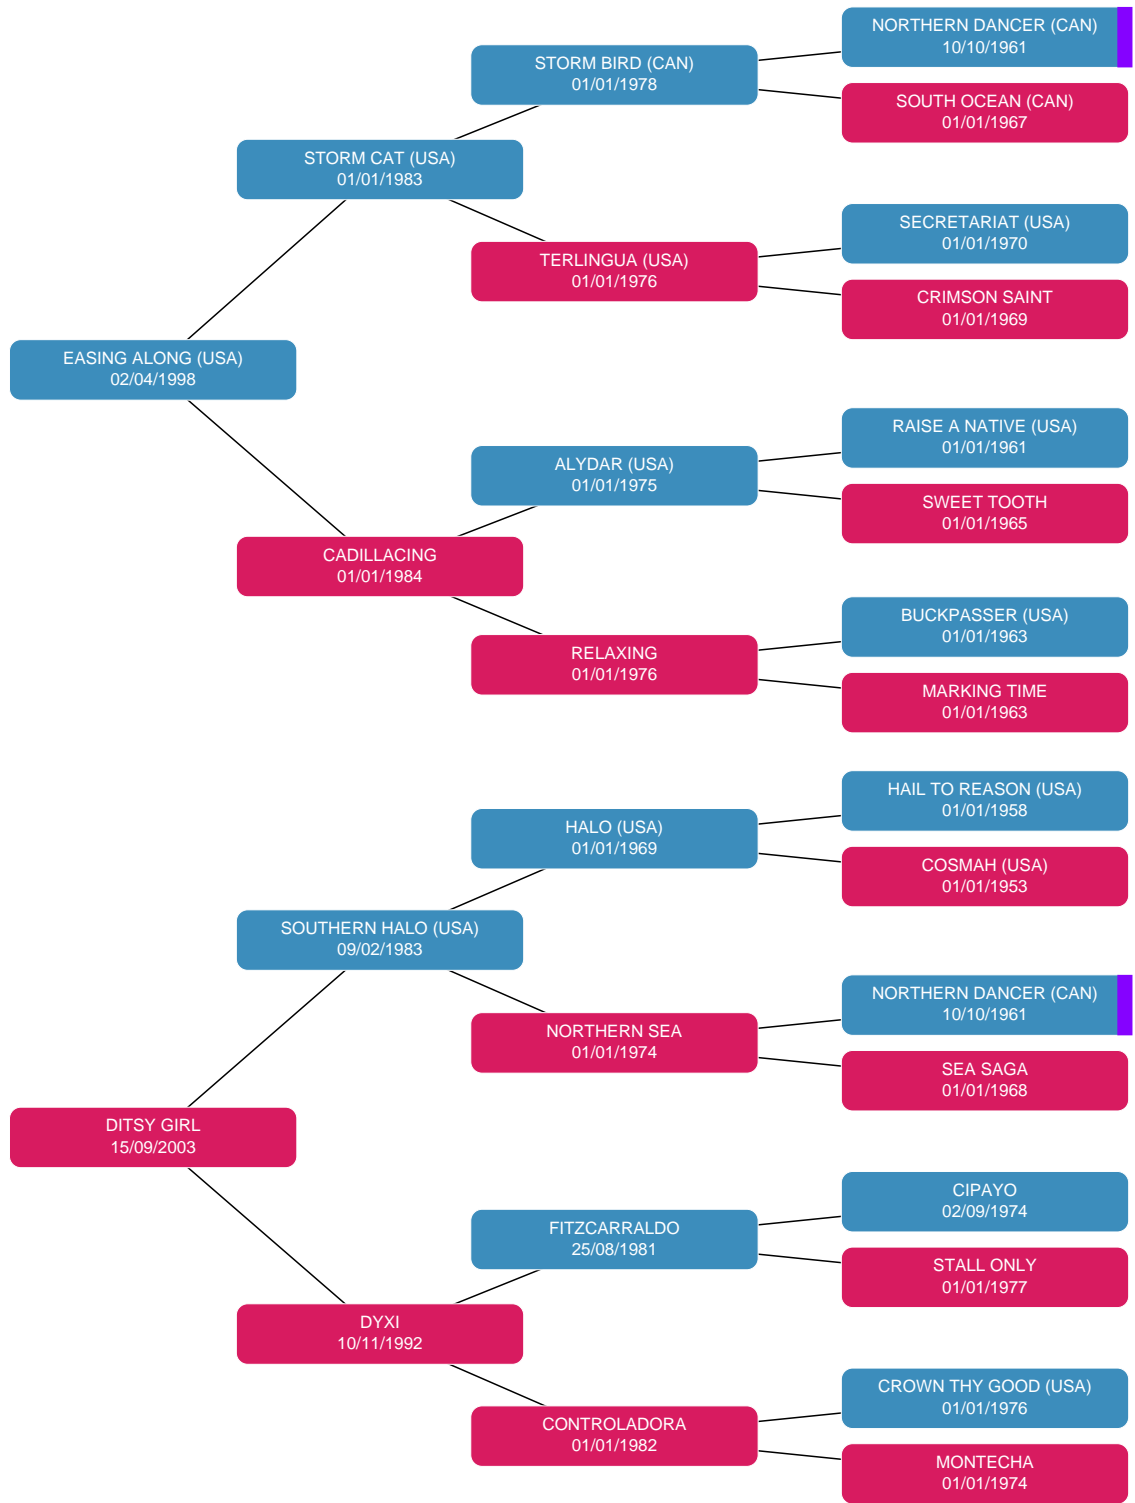 NORTHERN DANCER (CAN)
10/10/1961
STORM BIRD (CAN)
01/01/1978
SOUTH OCEAN (CAN)
01/01/1967
STORM CAT (USA)
01/01/1983
SECRETARIAT (USA)
01/01/1970
TERLINGUA (USA)
01/01/1976
CRIMSON SAINT
01/01/1969
EASING ALONG (USA)
02/04/1998
RAISE A NATIVE (USA)
01/01/1961
ALYDAR (USA)
01/01/1975
SWEET TOOTH
01/01/1965
CADILLACING
01/01/1984
BUCKPASSER (USA)
01/01/1963
RELAXING
01/01/1976
MARKING TIME
01/01/1963
HAIL TO REASON (USA)
01/01/1958
HALO (USA)
01/01/1969
COSMAH (USA)
01/01/1953
SOUTHERN HALO (USA)
09/02/1983
NORTHERN DANCER (CAN)
10/10/1961
NORTHERN SEA
01/01/1974
SEA SAGA
01/01/1968
DITSY GIRL
15/09/2003
CIPAYO
02/09/1974
FITZCARRALDO
25/08/1981
STALL ONLY
01/01/1977
DYXI
10/11/1992
CROWN THY GOOD (USA)
01/01/1976
CONTROLADORA
01/01/1982
MONTECHA
01/01/1974